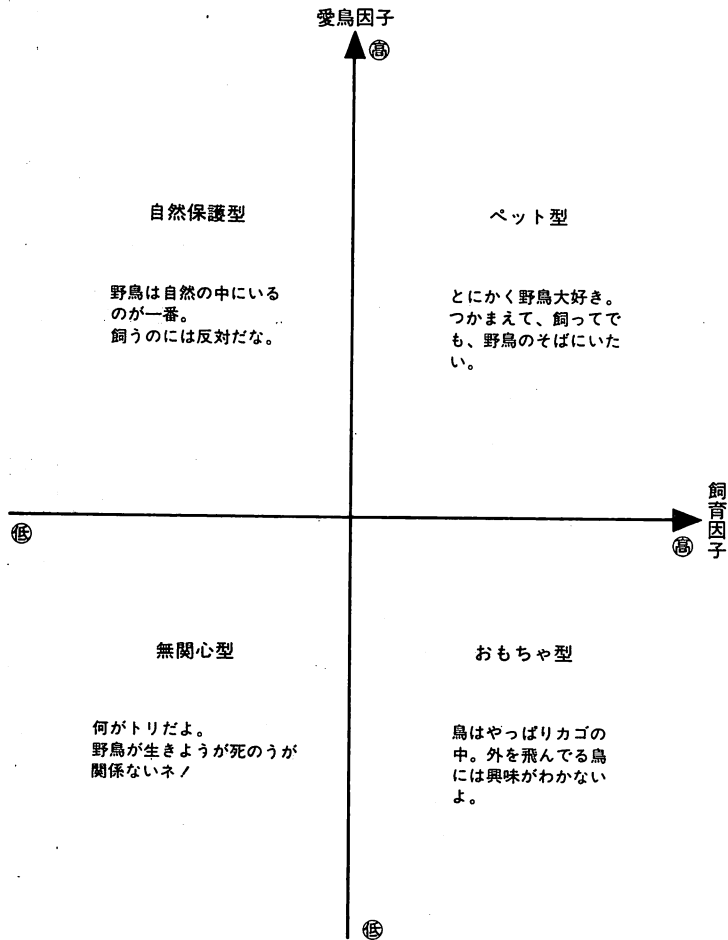 愛鳥因子
高
自然保護型
野鳥は自然の中にいる
のが一番。
飼うのには反対だな。
ペット型
とにかく野鳥大好き。
つかまえて、飼ってで
も、野鳥のそばにいた
い。
飼育因子
低
高
無関心型
何がトリだよ。
野鳥が生きようが死のうが
関係ないネ!
おもちゃ型
鳥はやっぱりカゴの
中。外を飛んでる鳥
には興味がわかない
よ。
低